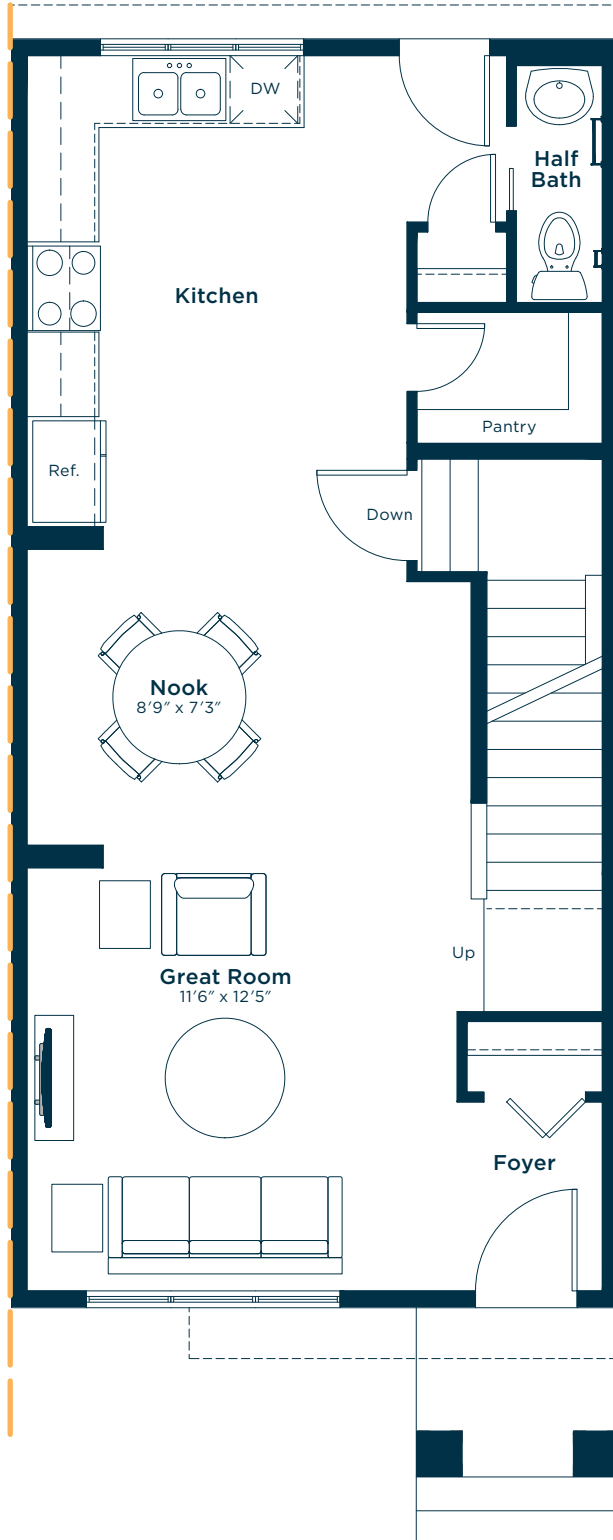 DW
Half
Bath
Kitchen
Pantry
Ref.
Down
Nook
8'9" x 7'3"
Up
Great Room
11'6" x 12'5"
Foyer